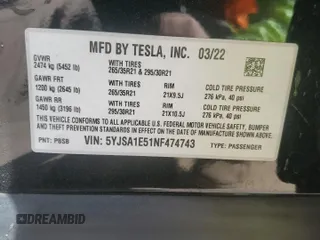 MFD BY TESLA, INC. 03/22
GVWR
2474 kg (5452 lb)
WITH TIRES
265/35R21 & 295/30R21
GAWR FRT
1200 kg (2645 lb)
WITH TIRES
265/35R21
RIM
21X9.5J
COLD TIRE PRESSURE
276 kPa, 40 psi
GAWR RR
1450 kg (3196 lb)
WITH TIRES
295/30R21
RIM
21X10.5J
COLD TIRE PRESSURE
276 kPa, 40 psi
THIS VEHICLE CONFORMS TO ALL APPLICABLE U.S. FEDERAL
MOTOR VEHICLE SAFETY, BUMPER AND THEFT PREVENTION STANDARDS
IN EFFECT ON THE DATE OF MANUFACTURE SHOWN ABOVE.
PNT: PBSB
VIN: 5YJSA1E51NF474743
TYPE: PASSENGER
DREAMBID